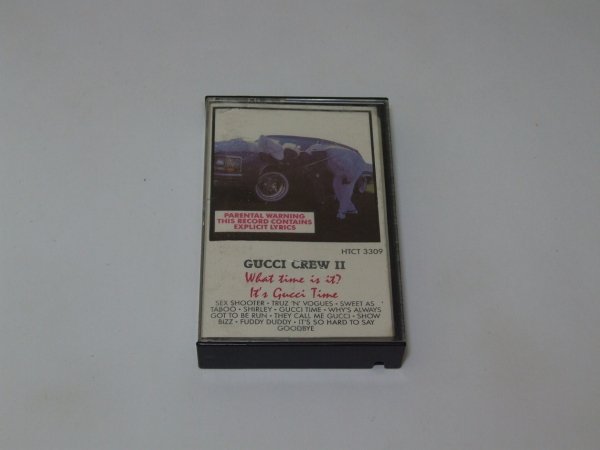 PARENTAL WARNING
THIS RECORD CONTAINS
EXPLICIT LYRICS
HTCT 3309
GUCCI CREW II
What time is it?
It's Gucci Time
SEX SHOOTER · TRUZ 'N' VOGUES · SWEET AS
TABOO · SHIRLEY · GUCCI TIME · WHY'S ALWAYS
GOT TO BE RUN · THEY CALL ME GUCCI · SHOW
BIZZ · FUDDY DUDDY · IT'S SO HARD TO SAY
GOODBYE